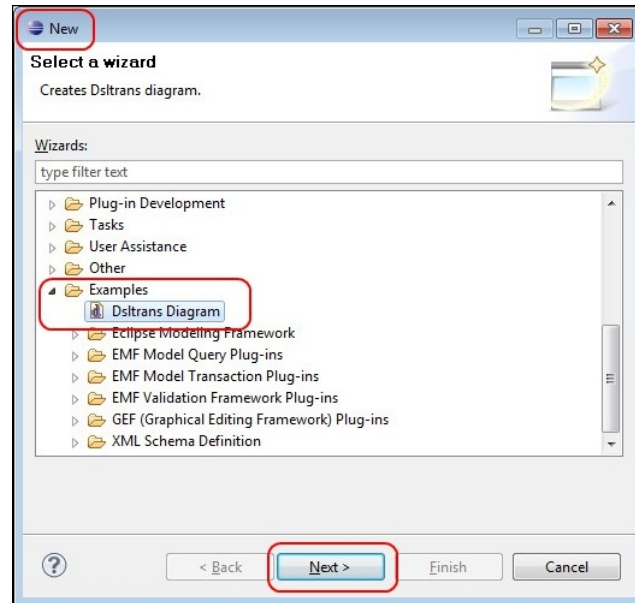 New
Select a wizard
Creates Dsltrans diagram.
Wizards:
type filter text
Plug-in Development
Tasks
User Assistance
Other
Examples
Dsltrans Diagram
Eclipse Modeling Framework
EMF Model Query Plug-ins
EMF Model Transaction Plug-ins
EMF Validation Framework Plug-ins
GEF (Graphical Editing Framework) Plug-ins
XML Schema Definition
? < Back Next > Finish Cancel